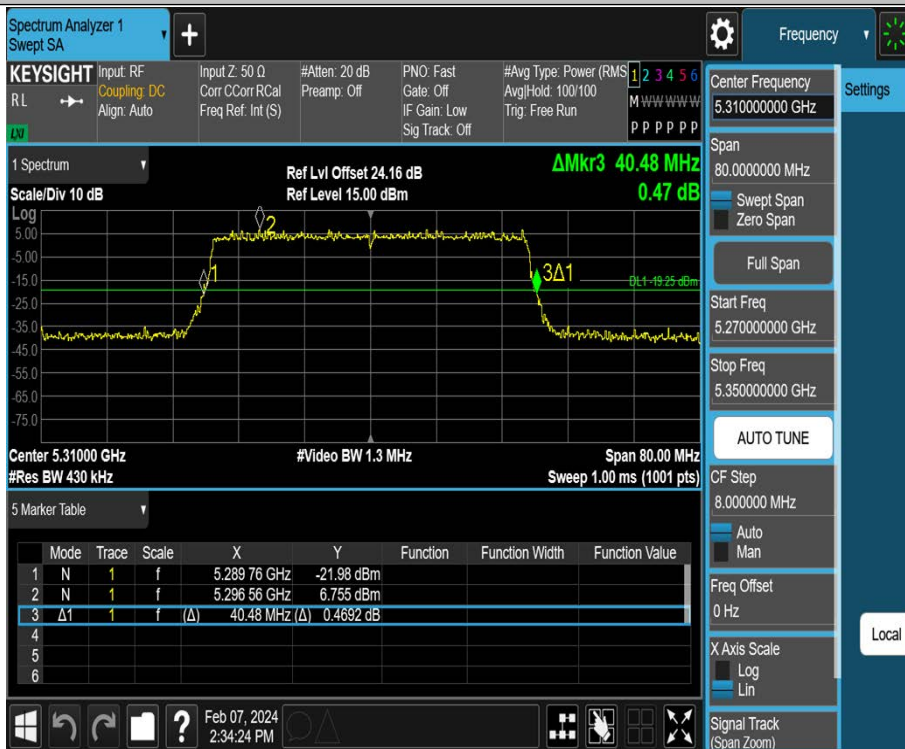 Spectrum Analyzer 1
Swept SA
+
Frequency
KEYSIGHT
RL
LXI
Input: RF
Coupling: DC
Align: Auto
Input Z: 50 Ω
Corr CCorr RCal
Freq Ref: Int (S)
#Atten: 20 dB
Preamp: Off
PNO: Fast
Gate: Off
IF Gain: Low
Sig Track: Off
#Avg Type: Power (RMS
Avg|Hold: 100/100
Trig: Free Run
1 2 3 4 5 6
M W W W W W
P P P P P P
1 Spectrum
Scale/Div 10 dB
Ref Lvl Offset 24.16 dB
Ref Level 15.00 dBm
ΔMkr3 40.48 MHz
0.47 dB
Log
5.00
-5.00
-15.0
-25.0
-35.0
-45.0
-55.0
-65.0
-75.0
2
1
3Δ1
DL1 -19.25 dBm
Center 5.31000 GHz
#Video BW 1.3 MHz
Span 80.00 MHz
#Res BW 430 kHz
Sweep 1.00 ms (1001 pts)
5 Marker Table
Mode Trace Scale X Y Function Function Width Function Value
1 N 1 f 5.289 76 GHz -21.98 dBm
2 N 1 f 5.296 56 GHz 6.755 dBm
3 Δ1 1 f (Δ) 40.48 MHz (Δ) 0.4692 dB
4
5
6
?
Feb 07, 2024
2:34:24 PM
Center Frequency
5.310000000 GHz
Span
80.0000000 MHz
Swept Span
Zero Span
Full Span
Start Freq
5.270000000 GHz
Stop Freq
5.350000000 GHz
AUTO TUNE
CF Step
8.000000 MHz
Auto
Man
Freq Offset
0 Hz
X Axis Scale
Log
Lin
Signal Track
(Span Zoom)
Settings
Local